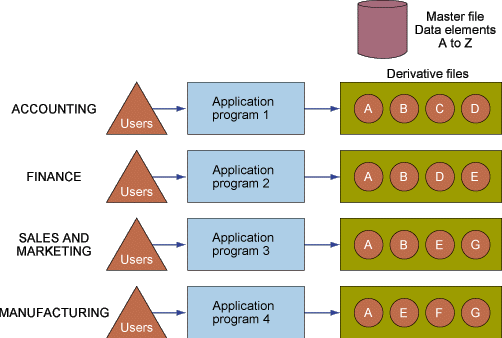 Master file
Data elements
A to Z
Derivative files
ACCOUNTING
Users
Application
program 1
A B C D
FINANCE
Users
Application
program 2
A B D E
SALES AND
MARKETING
Users
Application
program 3
A B E G
MANUFACTURING
Users
Application
program 4
A E F G